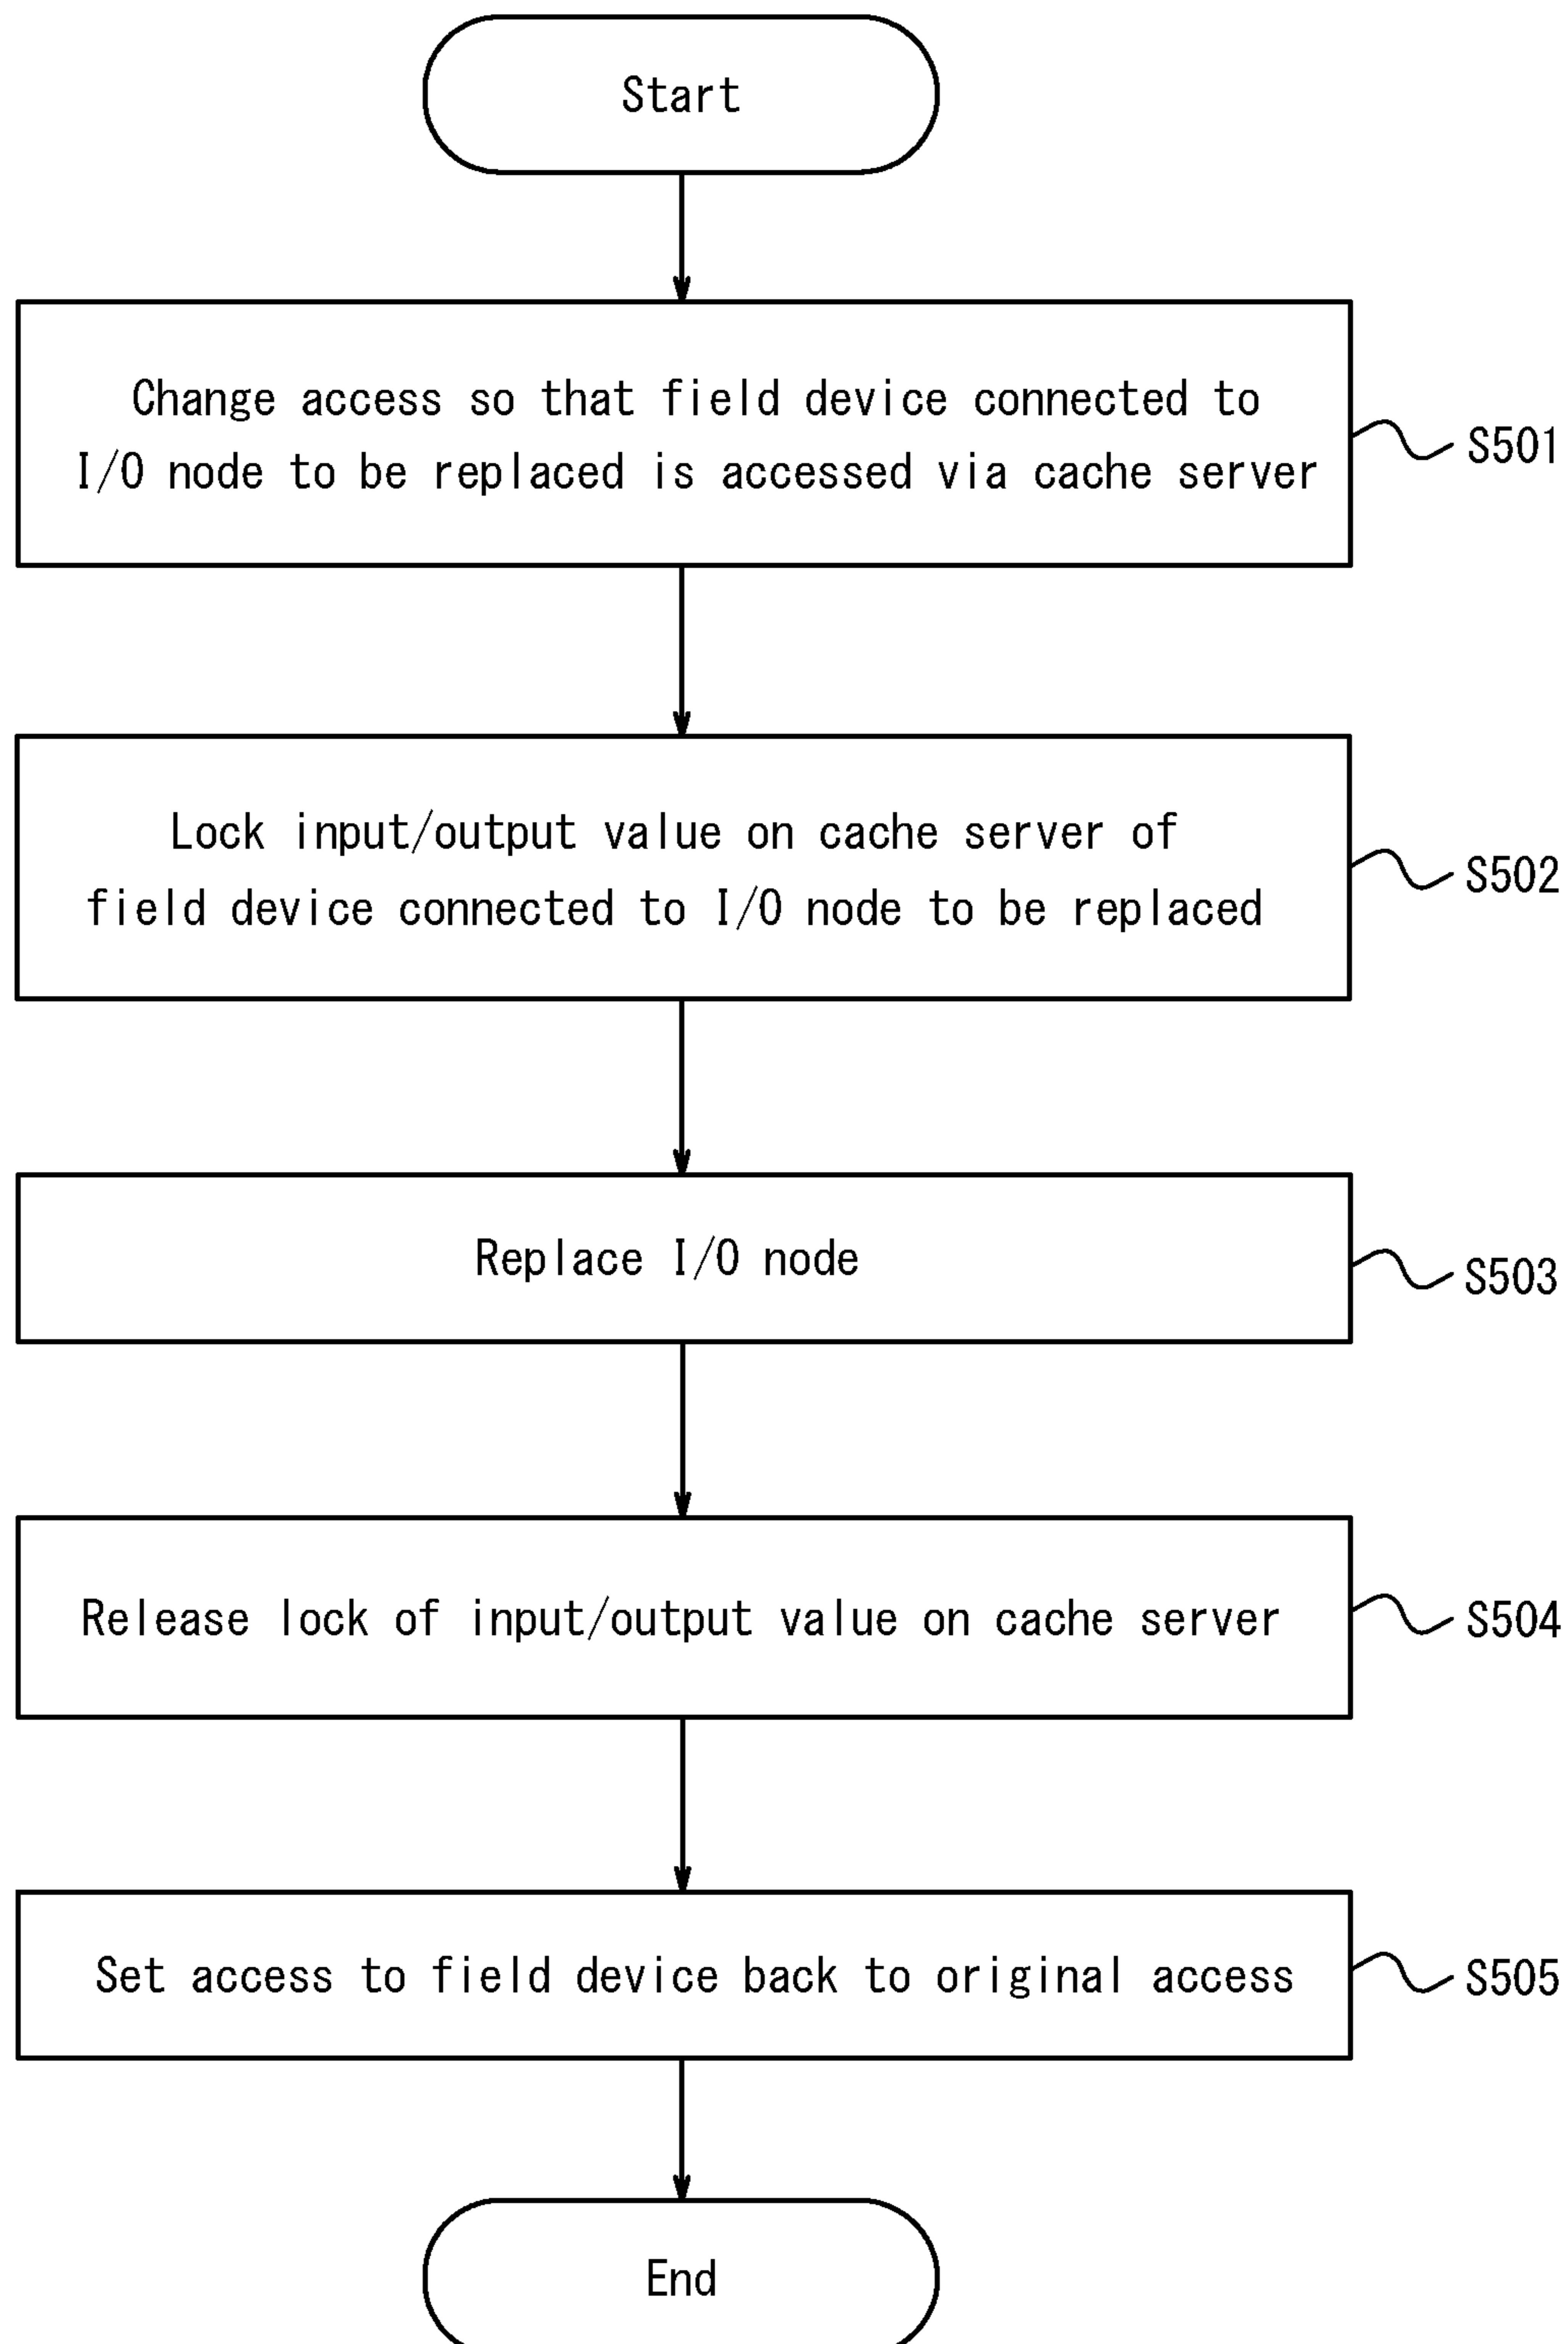 Start
Change access so that field device connected to
I/O node to be replaced is accessed via cache server
S501
Lock input/output value on cache server of
field device connected to I/O node to be replaced
S502
Replace I/O node
S503
Release lock of input/output value on cache server
S504
Set access to field device back to original access
S505
End